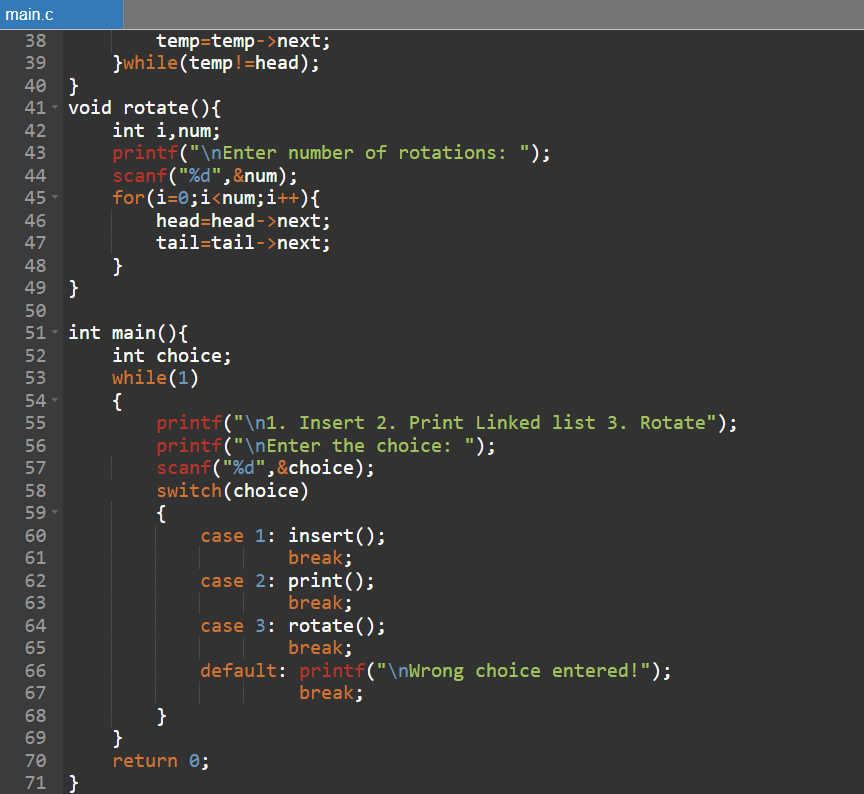 main.c
38 temp=temp->next;
39 }while(temp!=head);
40 }
41 void rotate(){
42 int i,num;
43 printf("\nEnter number of rotations: ");
44 scanf("%d",&num);
45 for(i=0;i<num;i++){
46 head=head->next;
47 tail=tail->next;
48 }
49 }
50
51 int main(){
52 int choice;
53 while(1)
54 {
55 printf("\n1. Insert 2. Print Linked list 3. Rotate");
56 printf("\nEnter the choice: ");
57 scanf("%d",&choice);
58 switch(choice)
59 {
60 case 1: insert();
61 break;
62 case 2: print();
63 break;
64 case 3: rotate();
65 break;
66 default: printf("\nWrong choice entered!");
67 break;
68 }
69 }
70 return 0;
71 }